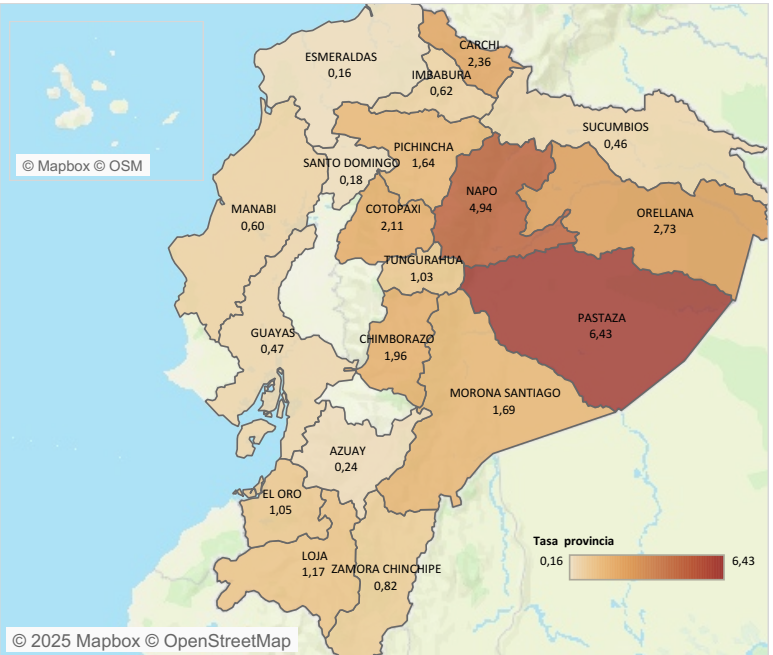 CARCHI
2,36
ESMERALDAS
0,16
IMBABURA
0,62
SUCUMBIOS
0,46
PICHINCHA
1,64
© Mapbox © OSM
SANTO DOMINGO
0,18
NAPO
4,94
MANABI
0,60
COTOPAXI
2,11
ORELLANA
2,73
TUNGURAHUA
1,03
PASTAZA
6,43
GUAYAS
0,47
CHIMBORAZO
1,96
MORONA SANTIAGO
1,69
AZUAY
0,24
EL ORO
1,05
LOJA
1,17
ZAMORA CHINCHIPE
0,82
Tasa provincia
0,16 6,43
© 2025 Mapbox © OpenStreetMap